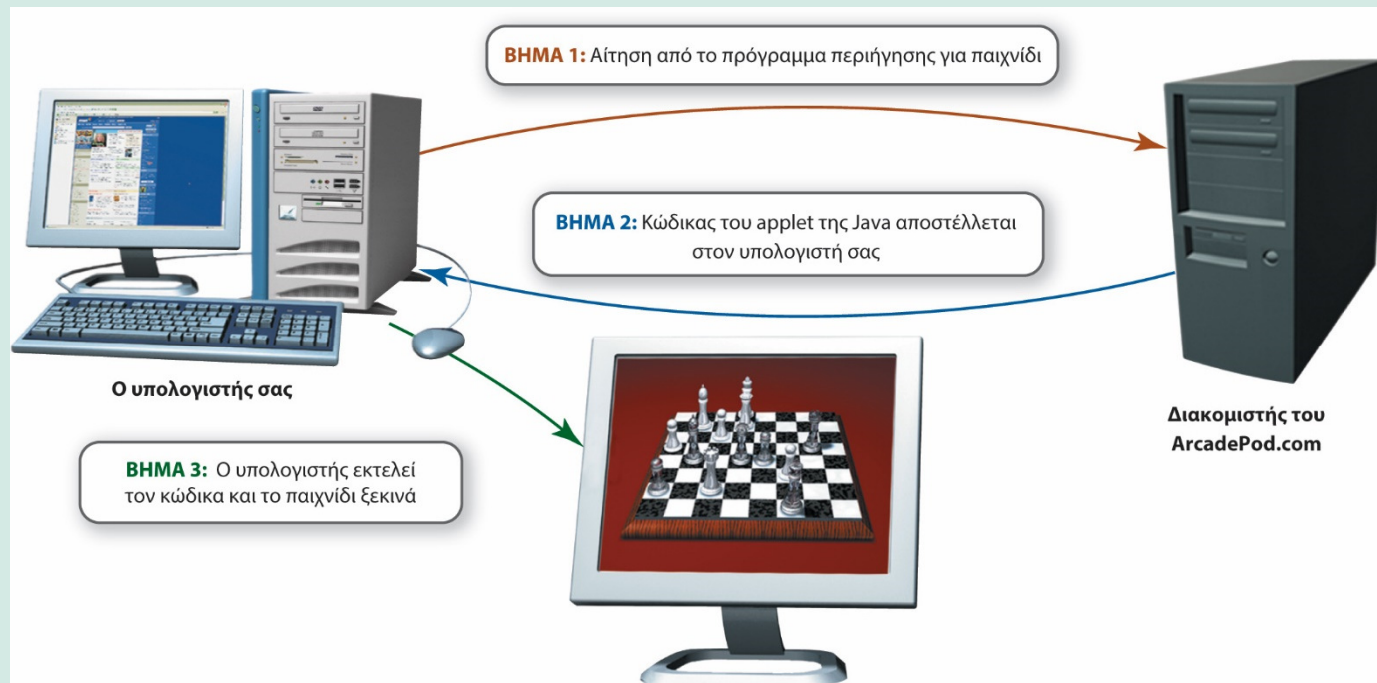 ΒΗΜΑ 1: Αίτηση από το πρόγραμμα περιήγησης για παιχνίδι
ΒΗΜΑ 2: Κώδικας του applet της Java αποστέλλεται
στον υπολογιστή σας
Ο υπολογιστής σας
Διακομιστής του
ArcadePod.com
ΒΗΜΑ 3: Ο υπολογιστής εκτελεί
τον κώδικα και το παιχνίδι ξεκινά